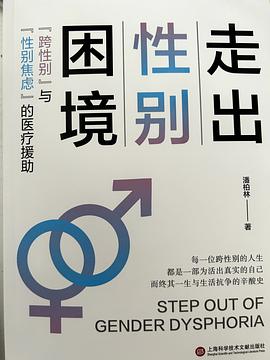 走出
性别
困境
『跨性别』与
『性别焦虑』的医疗援助
潘柏林 著
每一位跨性别的人生
都是一部为活出真实的自己
而终其一生与生活抗争的辛酸史
STEP OUT OF
GENDER DYSPHORIA
上海科学技术文献出版社